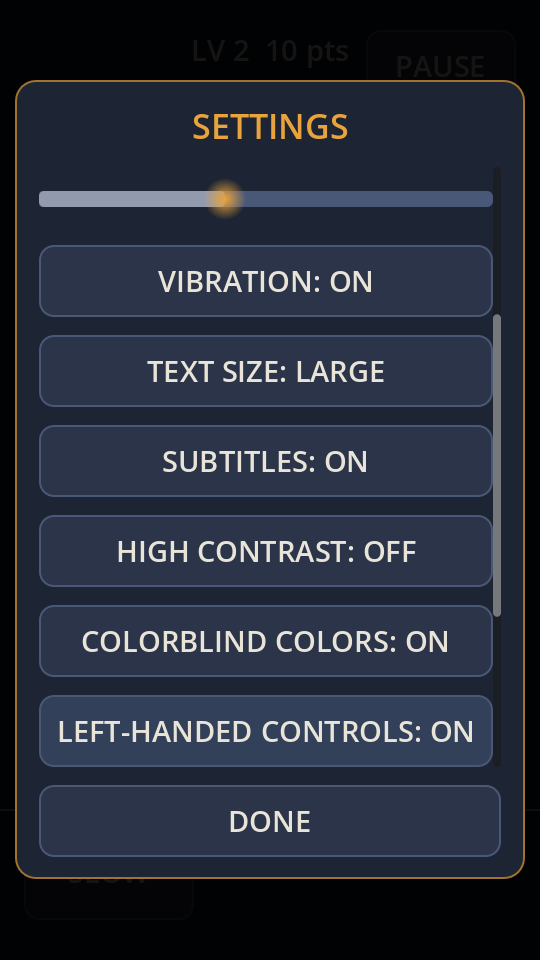 LV 2  10 pts
PAUSE
SETTINGS
VIBRATION: ON
TEXT SIZE: LARGE
SUBTITLES: ON
HIGH CONTRAST: OFF
COLORBLIND COLORS: ON
LEFT-HANDED CONTROLS: ON
DONE